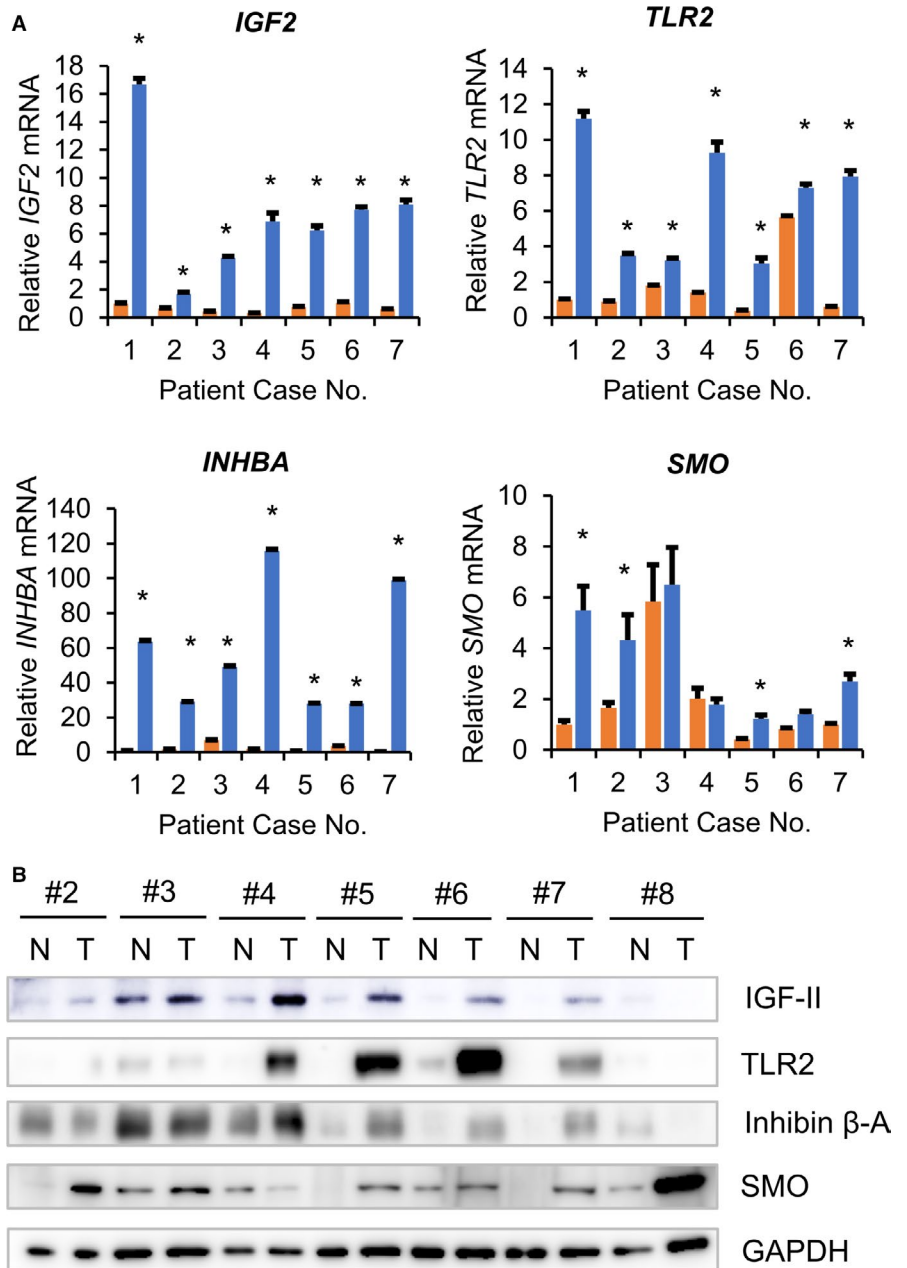 A
IGF2
Relative IGF2 mRNA
18
16
14
12
10
8
6
4
2
0
*
*
*
*
*
*
*
1 2 3 4 5 6 7
Patient Case No.
TLR2
Relative TLR2 mRNA
14
12
10
8
6
4
2
0
*
*
*
*
*
*
*
1 2 3 4 5 6 7
Patient Case No.
INHBA
Relative INHBA mRNA
140
120
100
80
60
40
20
0
*
*
*
*
*
*
*
1 2 3 4 5 6 7
Patient Case No.
SMO
Relative SMO mRNA
10
8
6
4
2
0
*
*
*
*
1 2 3 4 5 6 7
Patient Case No.
B
#2 #3 #4 #5 #6 #7 #8
N T N T N T N T N T N T N T
IGF-II
TLR2
Inhibin β-A
SMO
GAPDH